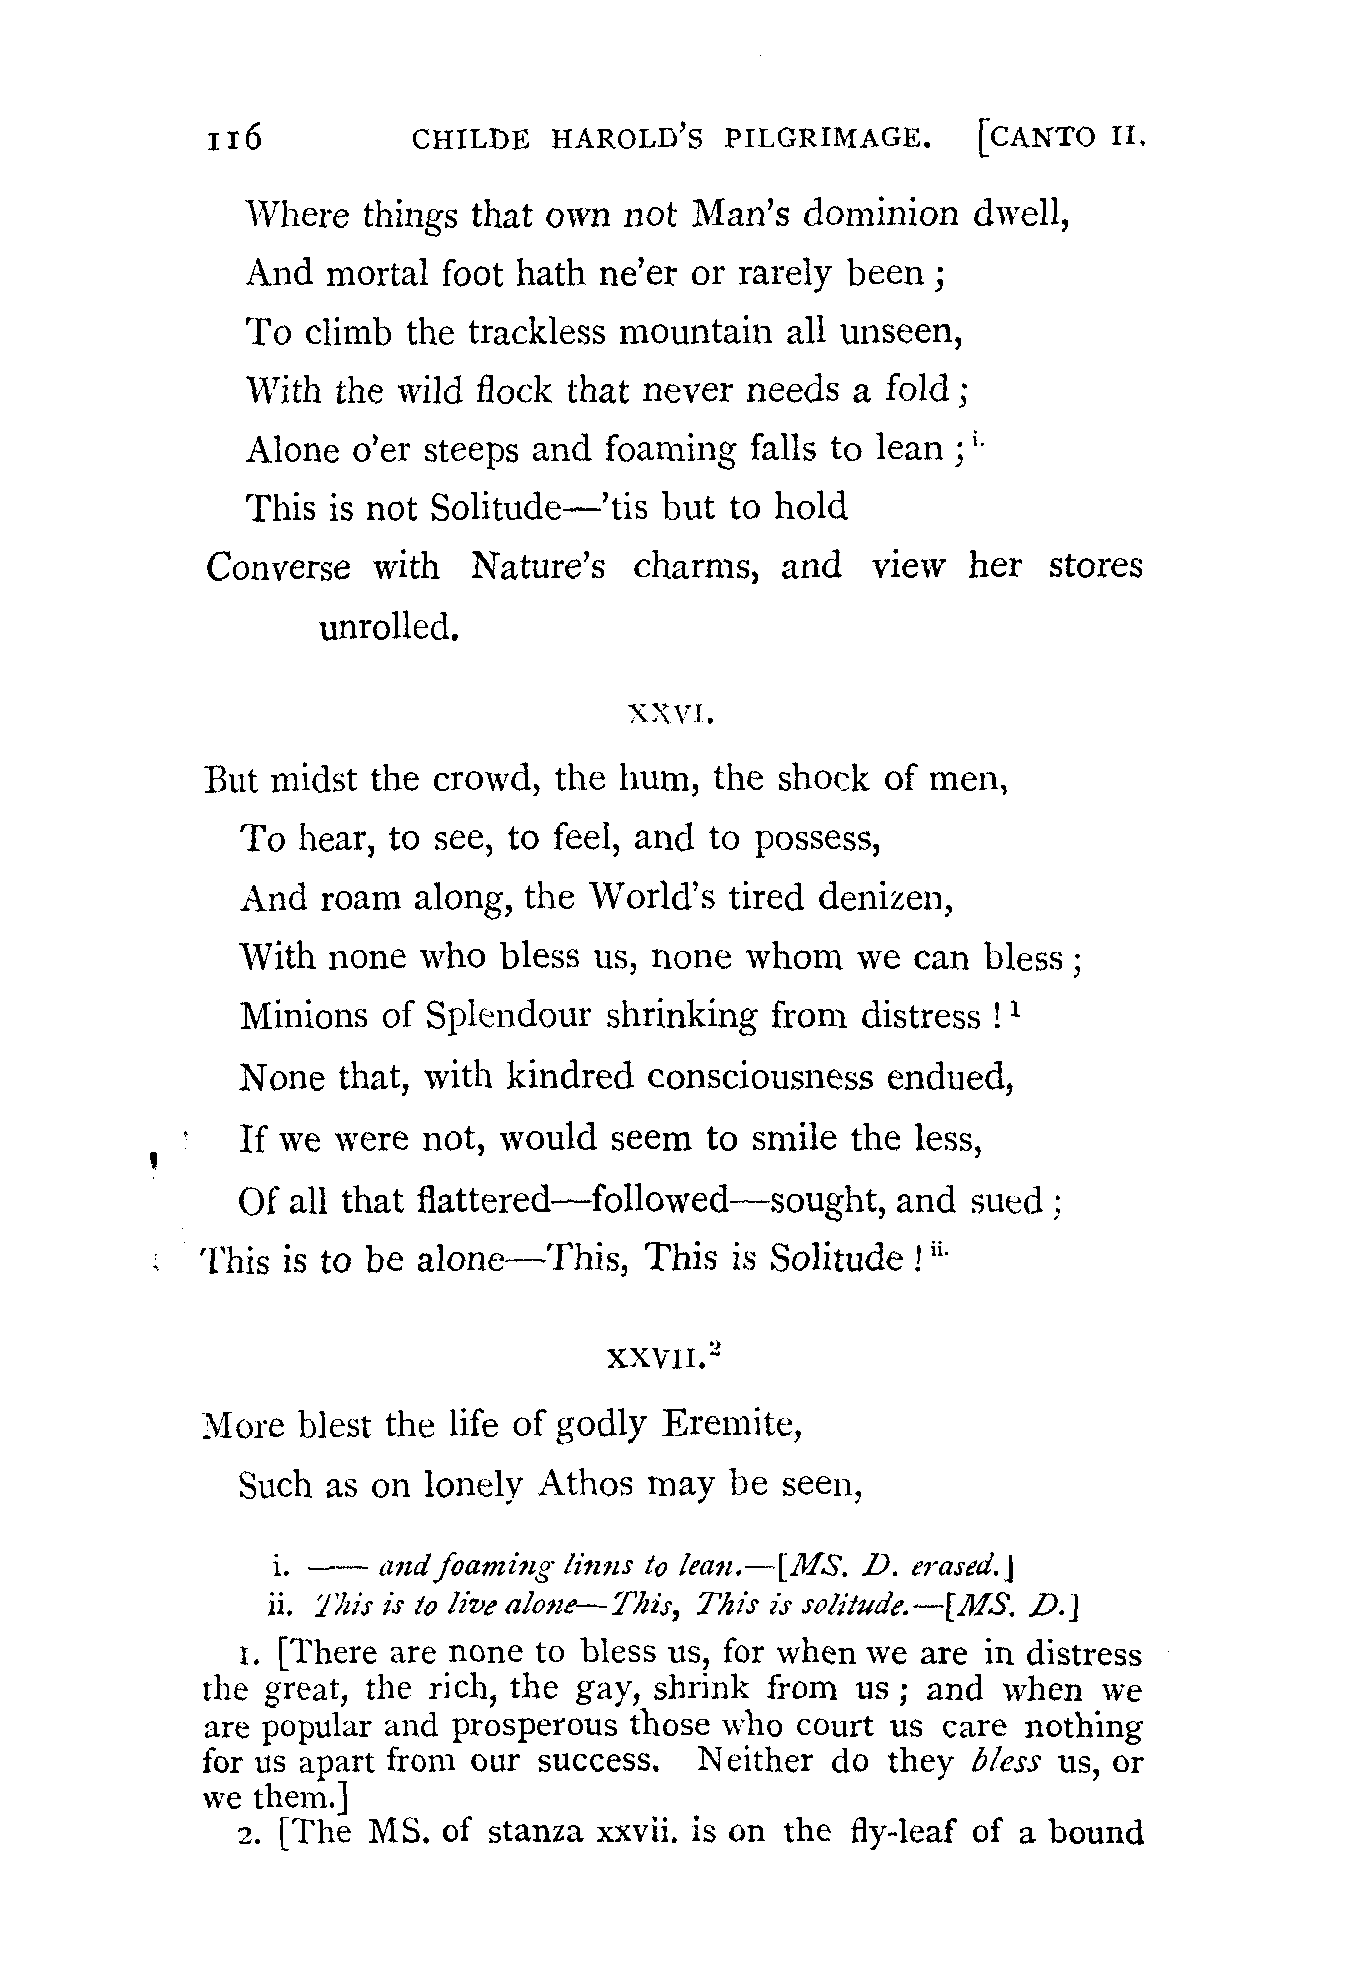 116 CHILDE HAROLD'S PILGRIMAGE. [CANTO II.
Where things that own not Man's dominion dwell,
And mortal foot hath ne'er or rarely been;
To climb the trackless mountain all unseen,
With the wild flock that never needs a fold;
Alone o'er steeps and foaming falls to lean; i.
This is not Solitude—'tis but to hold
Converse with Nature's charms, and view her stores
unrolled.
XXVI.
But midst the crowd, the hum, the shock of men,
To hear, to see, to feel, and to possess,
And roam along, the World's tired denizen,
With none who bless us, none whom we can bless;
Minions of Splendour shrinking from distress! 1
None that, with kindred consciousness endued,
If we were not, would seem to smile the less,
Of all that flattered—followed—sought, and sued;
This is to be alone—This, This is Solitude! ii.
XXVII. 2
More blest the life of godly Eremite,
Such as on lonely Athos may be seen,
i. —— and foaming linns to lean.—[MS. D. erased.]
ii. This is to live alone—This, This is solitude.—[MS. D.]
1. [There are none to bless us, for when we are in distress
the great, the rich, the gay, shrink from us; and when we
are popular and prosperous those who court us care nothing
for us apart from our success. Neither do they bless us, or
we them.]
2. [The MS. of stanza xxvii. is on the fly-leaf of a bound